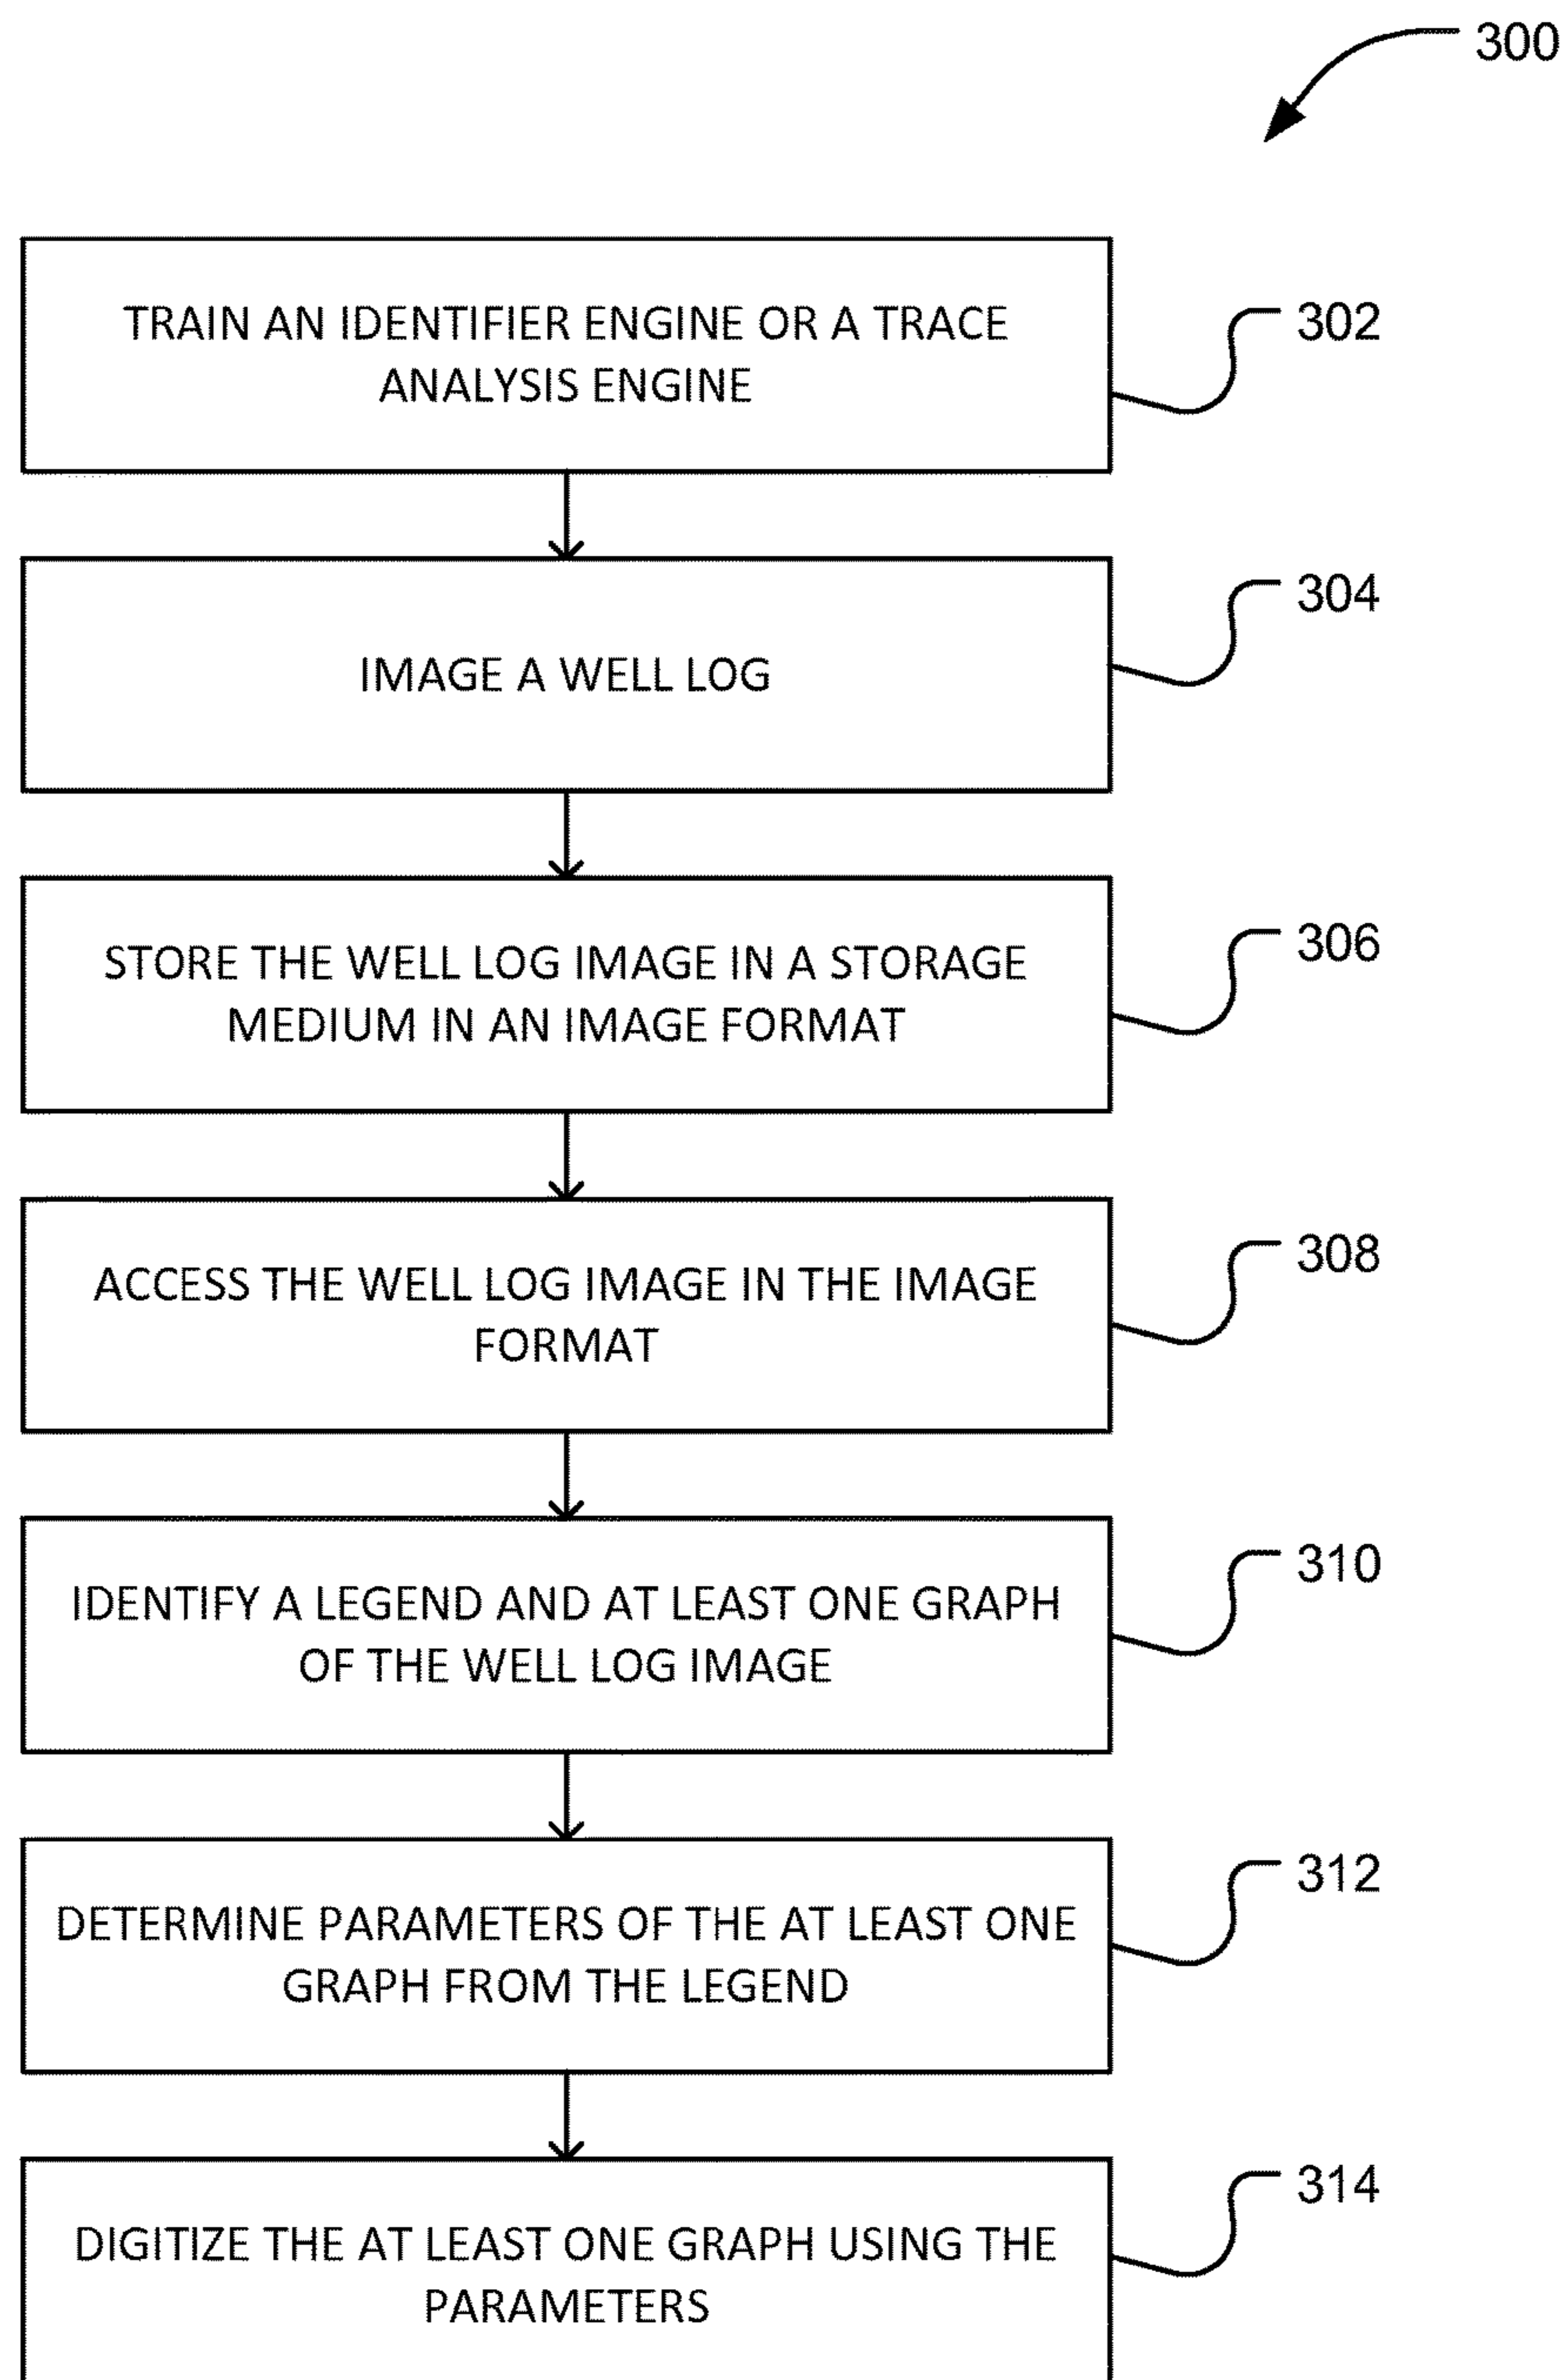 300
TRAIN AN IDENTIFIER ENGINE OR A TRACE
ANALYSIS ENGINE
302
IMAGE A WELL LOG
304
STORE THE WELL LOG IMAGE IN A STORAGE
MEDIUM IN AN IMAGE FORMAT
306
ACCESS THE WELL LOG IMAGE IN THE IMAGE
FORMAT
308
IDENTIFY A LEGEND AND AT LEAST ONE GRAPH
OF THE WELL LOG IMAGE
310
DETERMINE PARAMETERS OF THE AT LEAST ONE
GRAPH FROM THE LEGEND
312
DIGITIZE THE AT LEAST ONE GRAPH USING THE
PARAMETERS
314